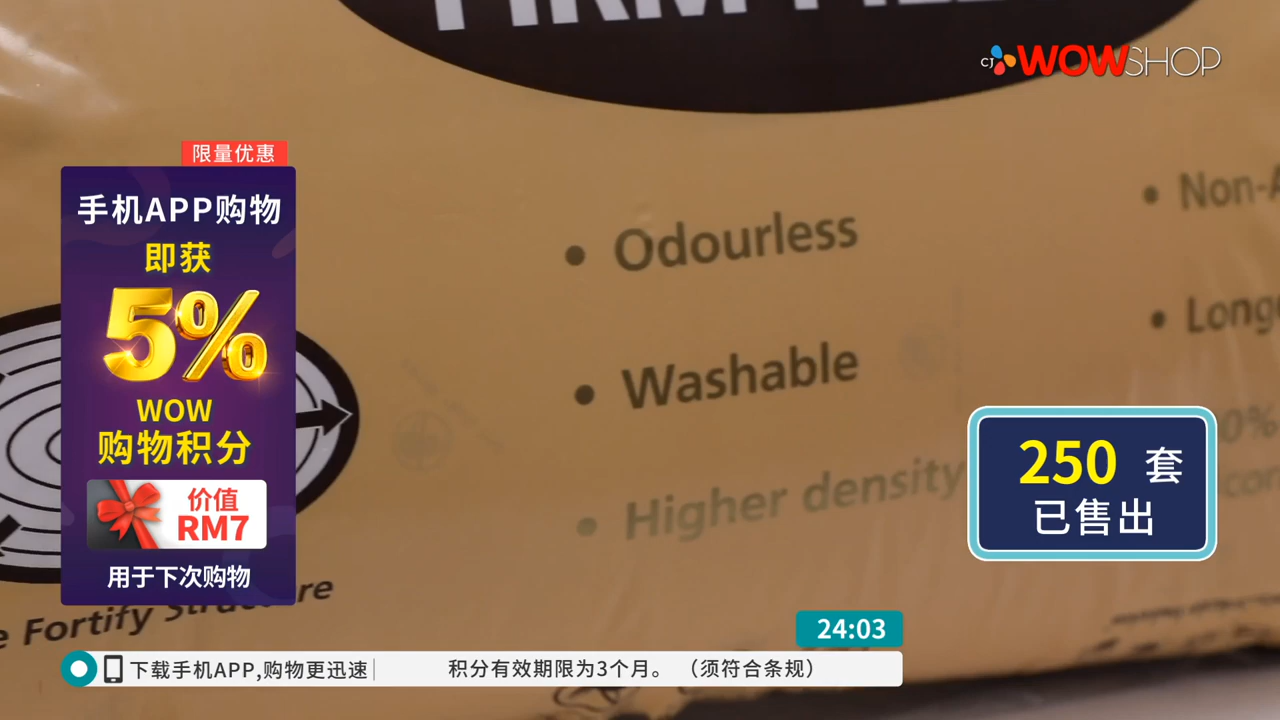 CJ WOWSHOP
限量优惠
手机APP购物
即获
5%
WOW
购物积分
价值
RM7
用于下次购物
• Odourless
• Washable
• Higher density
• Non-
• Long
250 套
已售出
Fortify
24:03
下载手机APP,购物更迅速
积分有效期限为3个月。 （须符合条规）